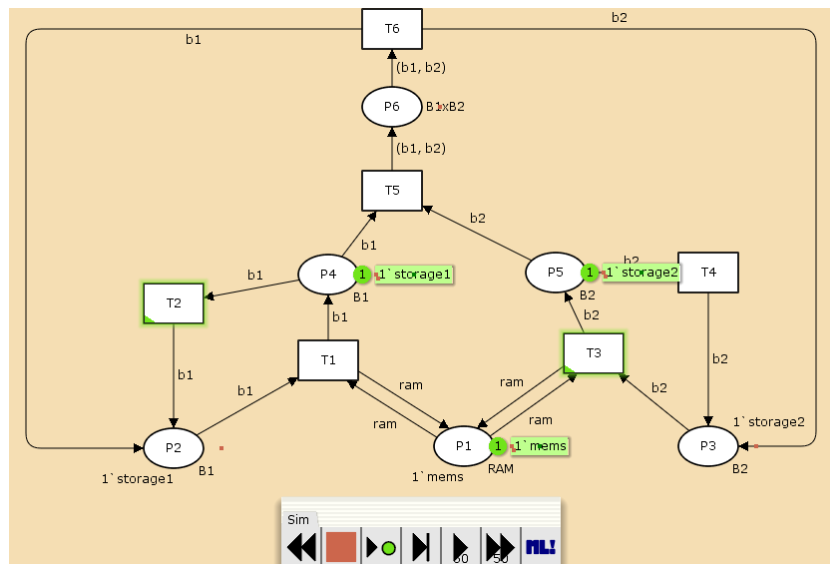 T6
b2
b1
(b1, b2)
P6
B1xB2
(b1, b2)
T5
b2
b1
P4
1
1`storage1
B1
P5
1
1`storage2
B2
b2
T4
b1
T2
b1
b2
T1
T3
b1
b1
ram
ram
ram
ram
b2
b2
P2
B1
1`storage1
P1
1
1`mems
RAM
1`mems
P3
1`storage2
B2
Sim
50
ML!